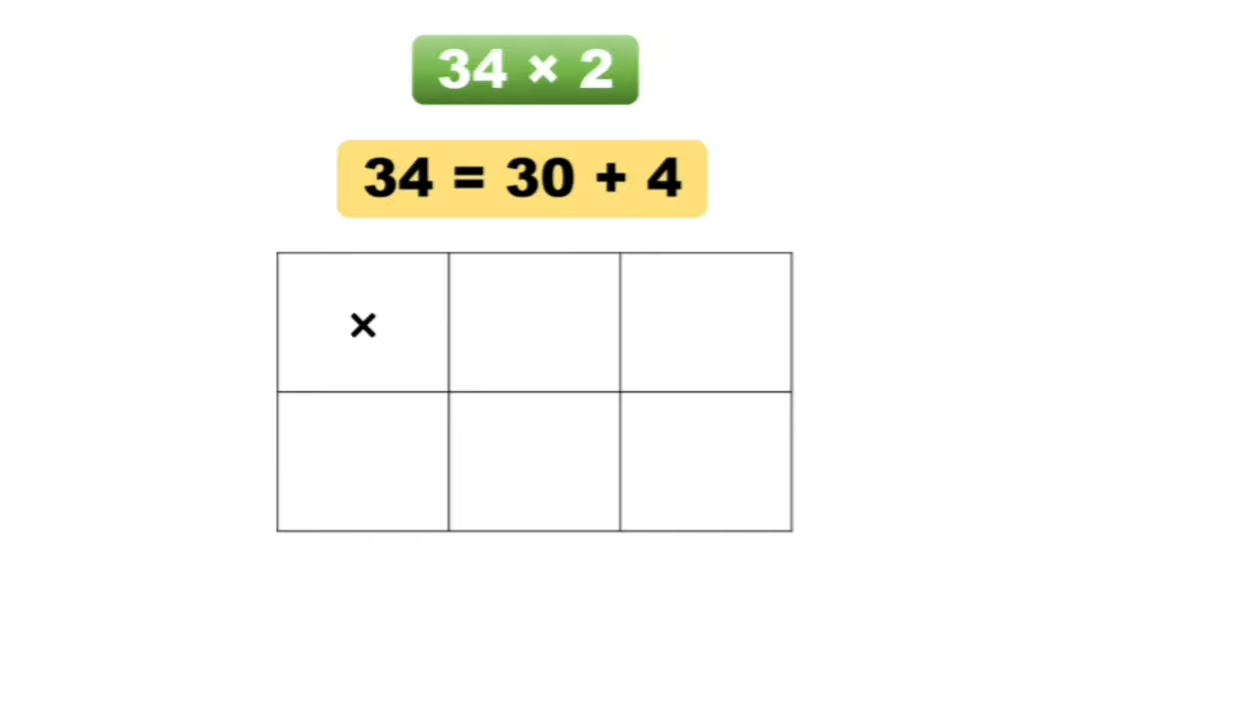 34 × 2
34 = 30 + 4
×